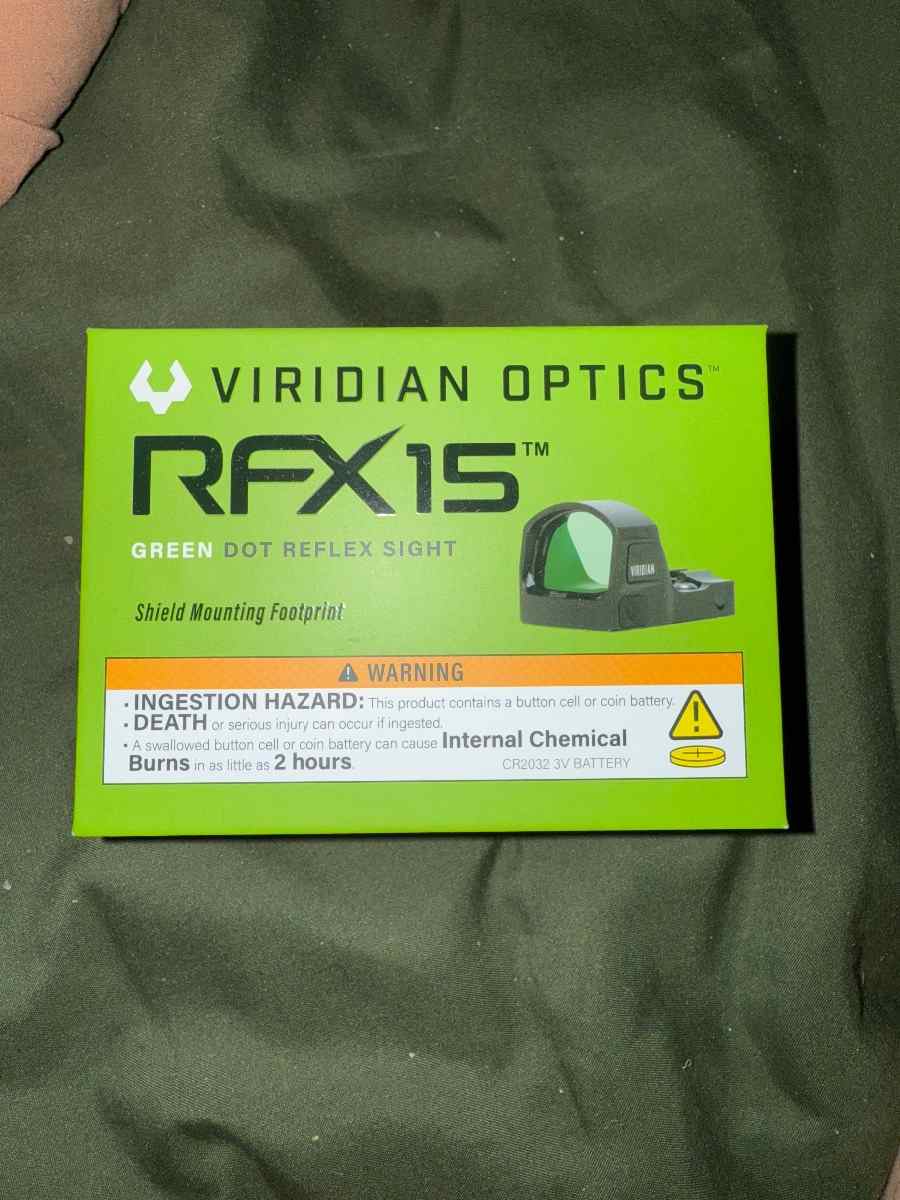 VIRIDIAN OPTICS™
RFX15™
GREEN DOT REFLEX SIGHT
VIRIDIAN
Shield Mounting Footprint
⚠ WARNING
• INGESTION HAZARD: This product contains a button cell or coin battery.
• DEATH or serious injury can occur if ingested.
• A swallowed button cell or coin battery can cause Internal Chemical
Burns in as little as 2 hours.
CR2032 3V BATTERY